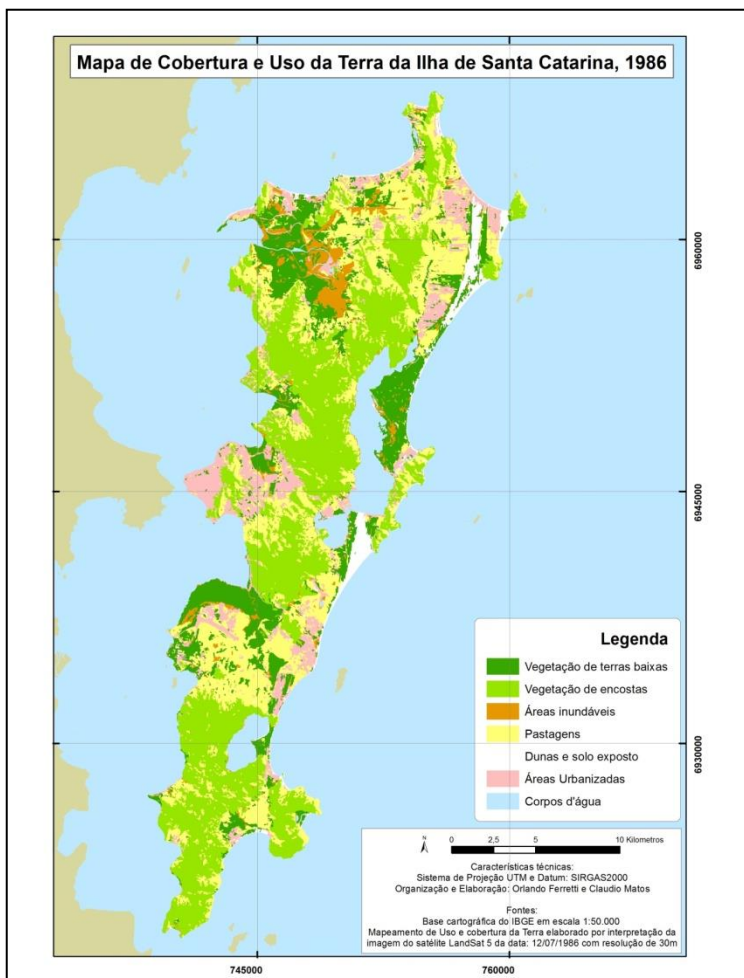 Mapa de Cobertura e Uso da Terra da Ilha de Santa Catarina, 1986
6960000
6945000
6930000
Legenda
Vegetação de terras baixas
Vegetação de encostas
Áreas inundáveis
Pastagens
Dunas e solo exposto
Áreas Urbanizadas
Corpos d'água
N
0 2,5 5 10 Kilometros
Características técnicas:
Sistema de Projeção UTM e Datum: SIRGAS2000
Organização e Elaboração: Orlando Ferretti e Claudio Matos
Fontes:
Base cartográfica do IBGE em escala 1:50.000
Mapeamento de Uso e cobertura da Terra elaborado por interpretação da
imagem do satélite LandSat 5 da data: 12/07/1986 com resolução de 30m
745000 760000